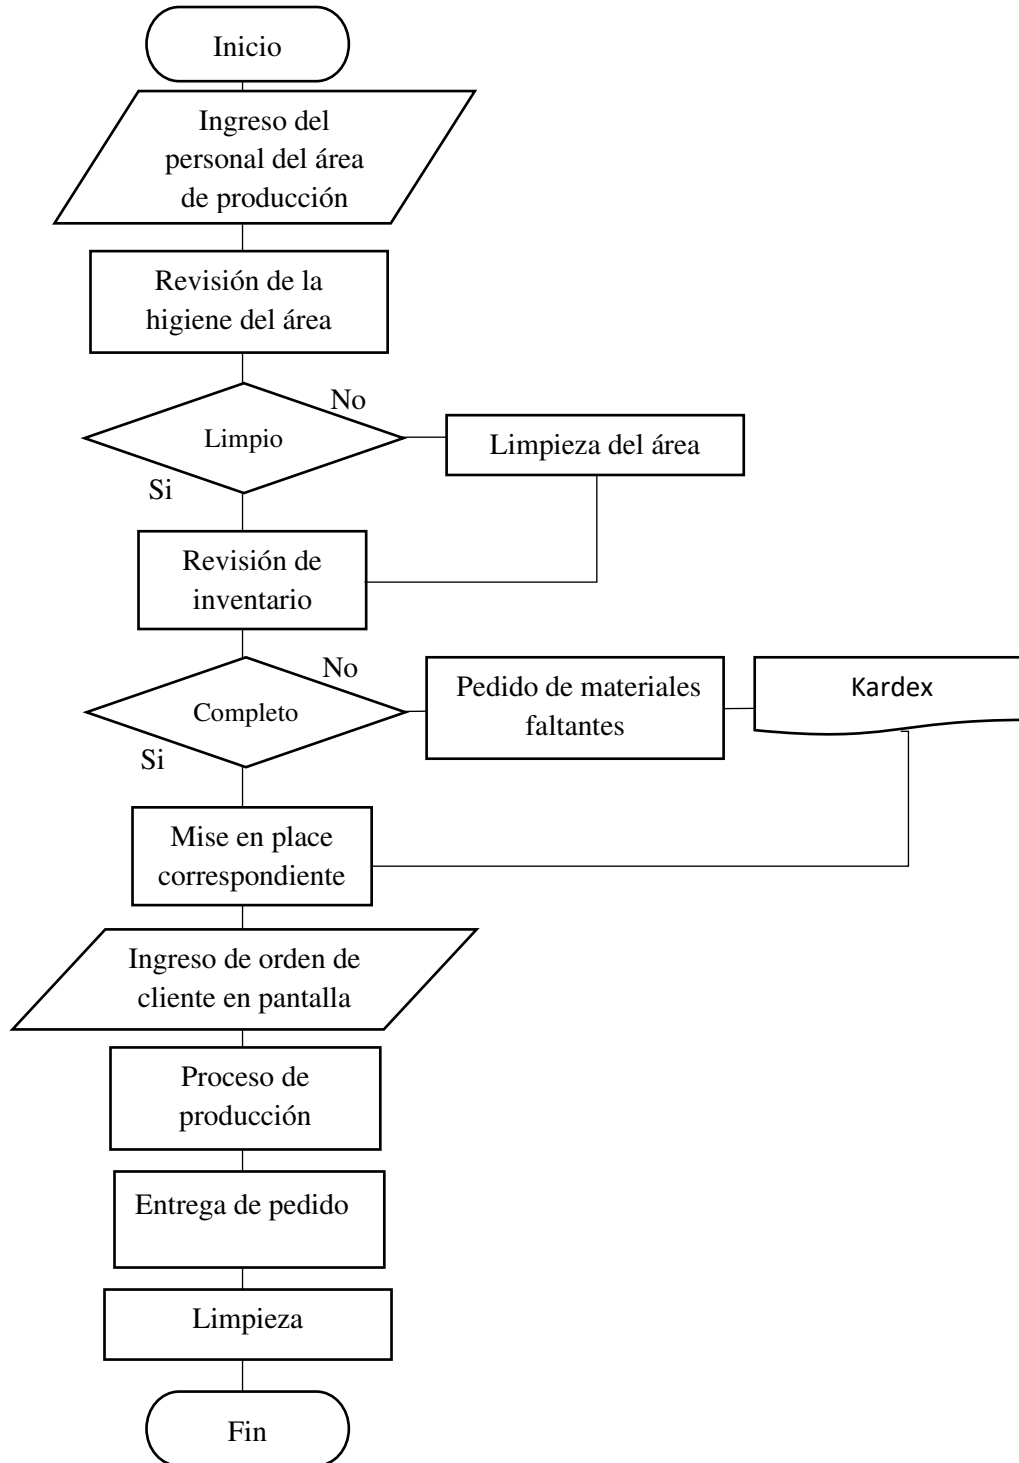 Inicio
Ingreso del
personal del área
de producción
Revisión de la
higiene del área
No
Limpio
Limpieza del área
Si
Revisión de
inventario
No
Completo
Pedido de materiales
faltantes
Kardex
Si
Mise en place
correspondiente
Ingreso de orden de
cliente en pantalla
Proceso de
producción
Entrega de pedido
Limpieza
Fin